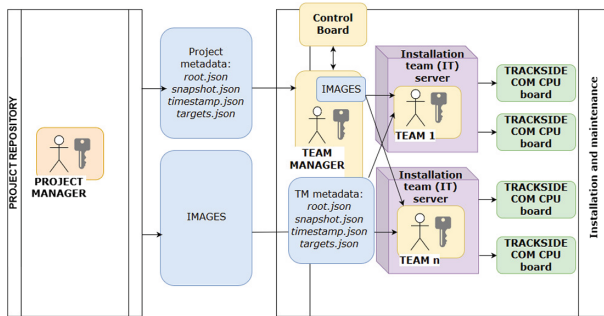 PROJECT REPOSITORY
PROJECT
MANAGER
Project
metadata:
root.json
snapshot.json
timestamp.json
targets.json
IMAGES
Control
Board
IMAGES
TEAM
MANAGER
TM metadata:
root.json
snapshot.json
timestamp.json
targets.json
Installation
team (IT)
server
TEAM 1
Installation
team (IT)
server
TEAM n
TRACKSIDE
COM CPU
board
TRACKSIDE
COM CPU
board
TRACKSIDE
COM CPU
board
TRACKSIDE
COM CPU
board
Installation and maintenance